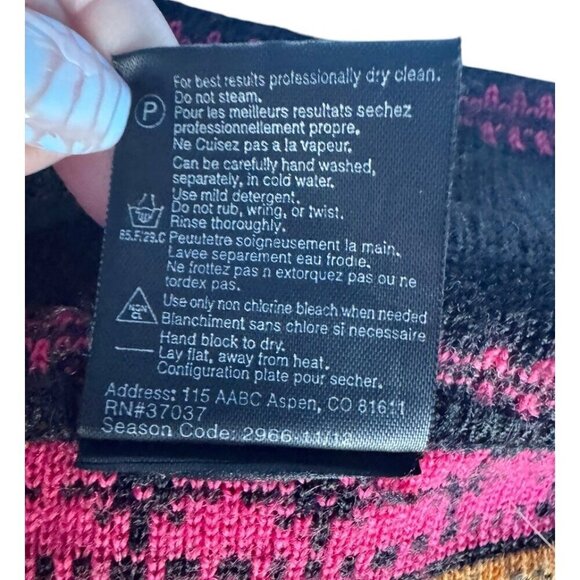 For best results professionally dry clean.
Do not steam.
P
Pour les meilleurs resultats sechez
professionnellement propre.
Ne Cuisez pas a la vapeur.
Can be carefully hand washed,
separately, in cold water.
Use mild detergent.
Do not rub, wring, or twist.
Rinse thoroughly.
85.F/29.C Peuutetre soigneusement la main.
Lavee separement eau frodie.
Ne frottez pas n extorquez pas ou ne
tordex pas.
NON
CL
Use only non chlorine bleach when needed
Blanchiment sans chlore si necessaire
Hand block to dry.
Lay flat, away from heat.
Configuration plate pour secher.
Address: 115 AABC Aspen, CO 81611
RN#37037
Season Code: 2966-11/12